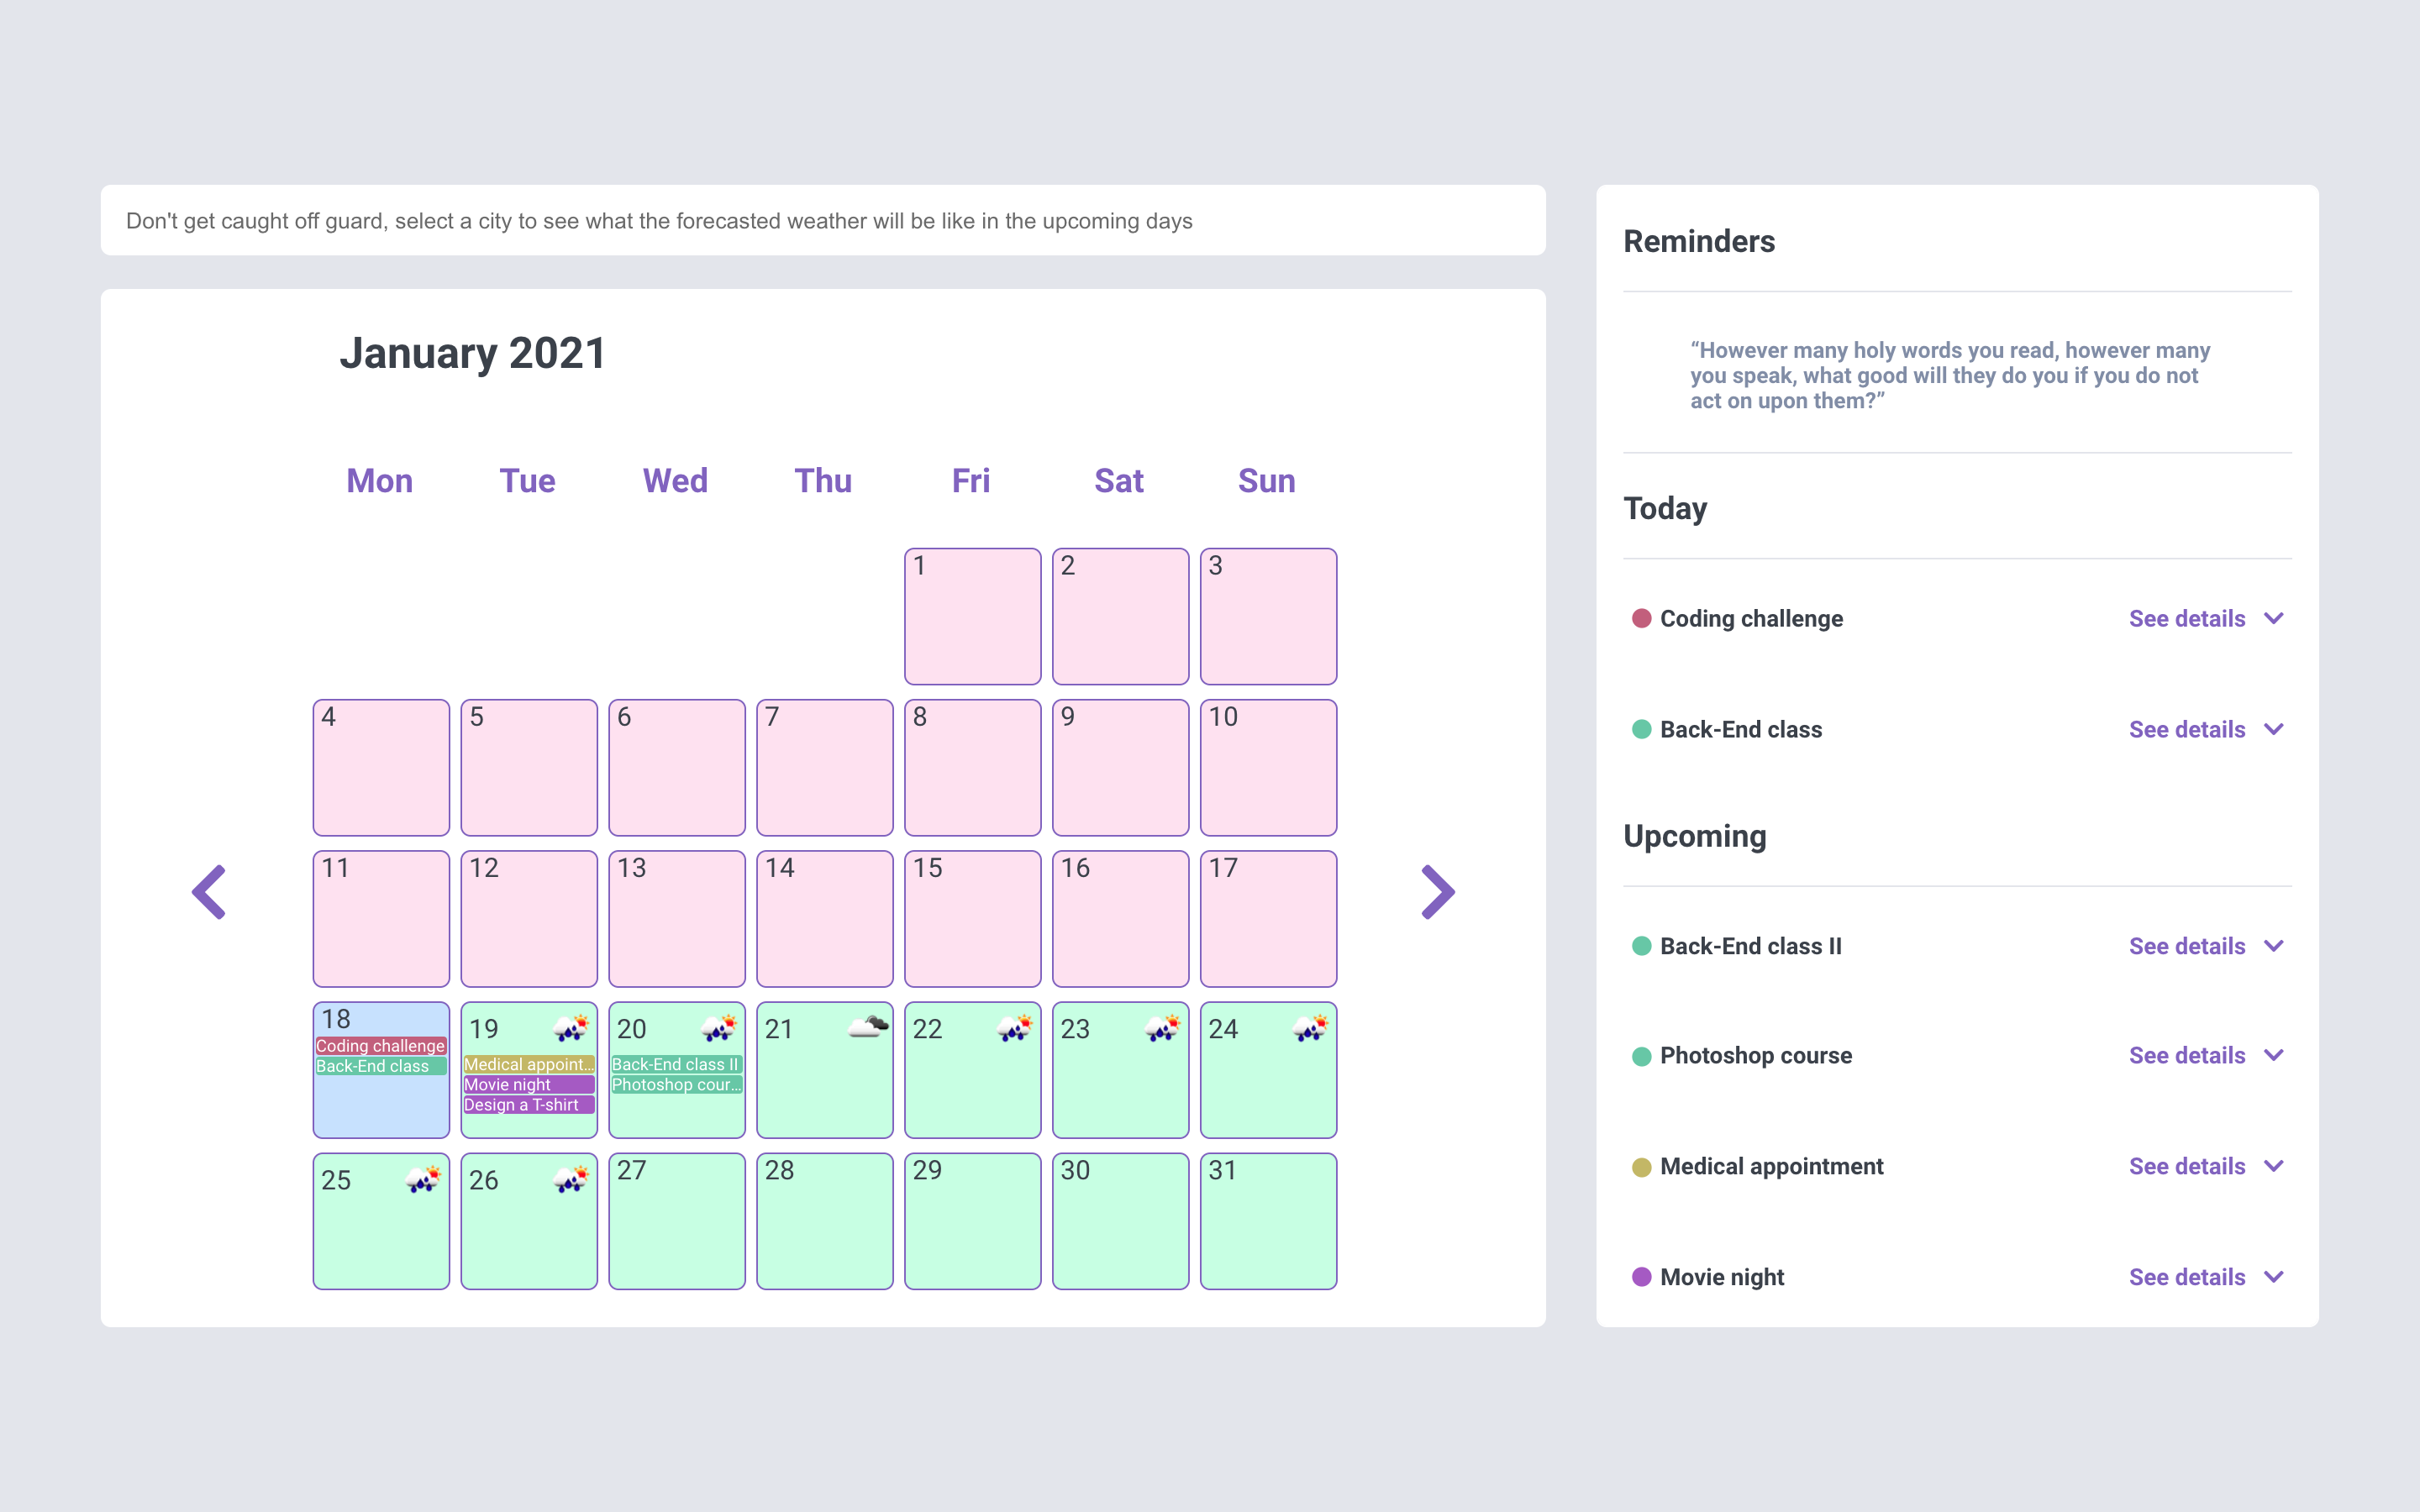 Don't get caught off guard, select a city to see what the forecasted weather will be like in the upcoming days
January 2021
Mon Tue Wed Thu Fri Sat Sun
1 2 3
4 5 6 7 8 9 10
11 12 13 14 15 16 17
18 19 20 21 22 23 24
Coding challenge
Back-End class
Medical appoint...
Movie night
Design a T-shirt
Back-End class II
Photoshop cour...
25 26 27 28 29 30 31
Reminders
“However many holy words you read, however many
you speak, what good will they do you if you do not
act on upon them?”
Today
Coding challenge See details
Back-End class See details
Upcoming
Back-End class II See details
Photoshop course See details
Medical appointment See details
Movie night See details